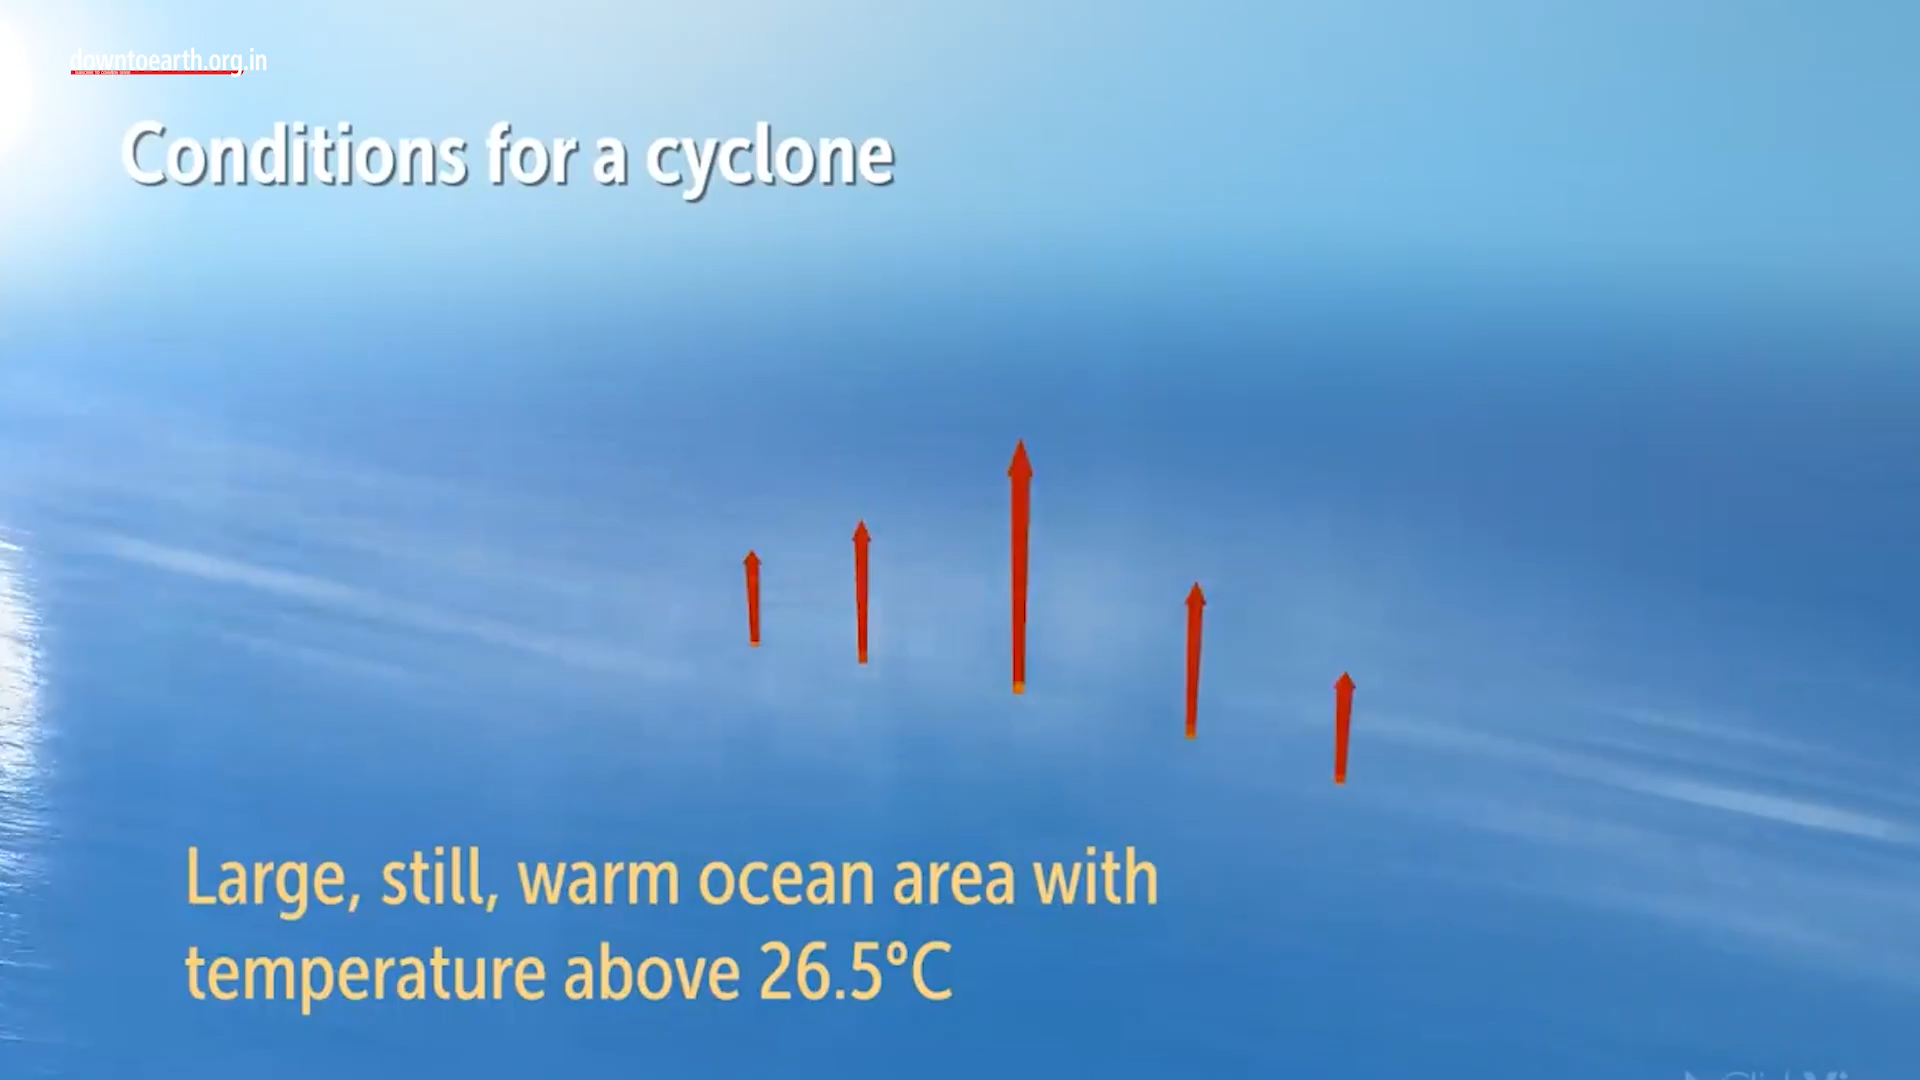 downtoearth.org.in
Conditions for a cyclone
Large, still, warm ocean area with
temperature above 26.5°C